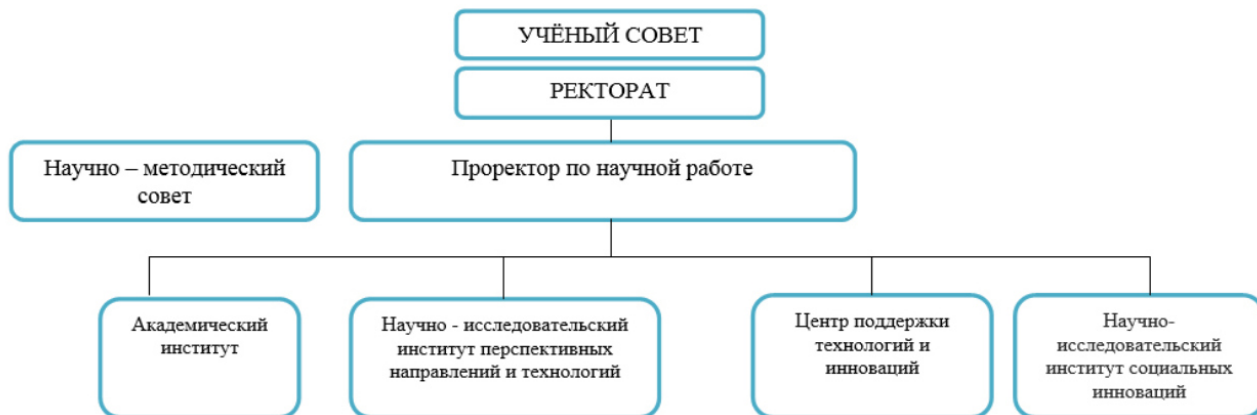 УЧЁНЫЙ СОВЕТ
РЕКТОРАТ
Научно – методический
совет
Проректор по научной работе
Академический
институт
Научно - исследовательский
институт перспективных
направлений и технологий
Центр поддержки
технологий и
инноваций
Научно-
исследовательский
институт социальных
инноваций